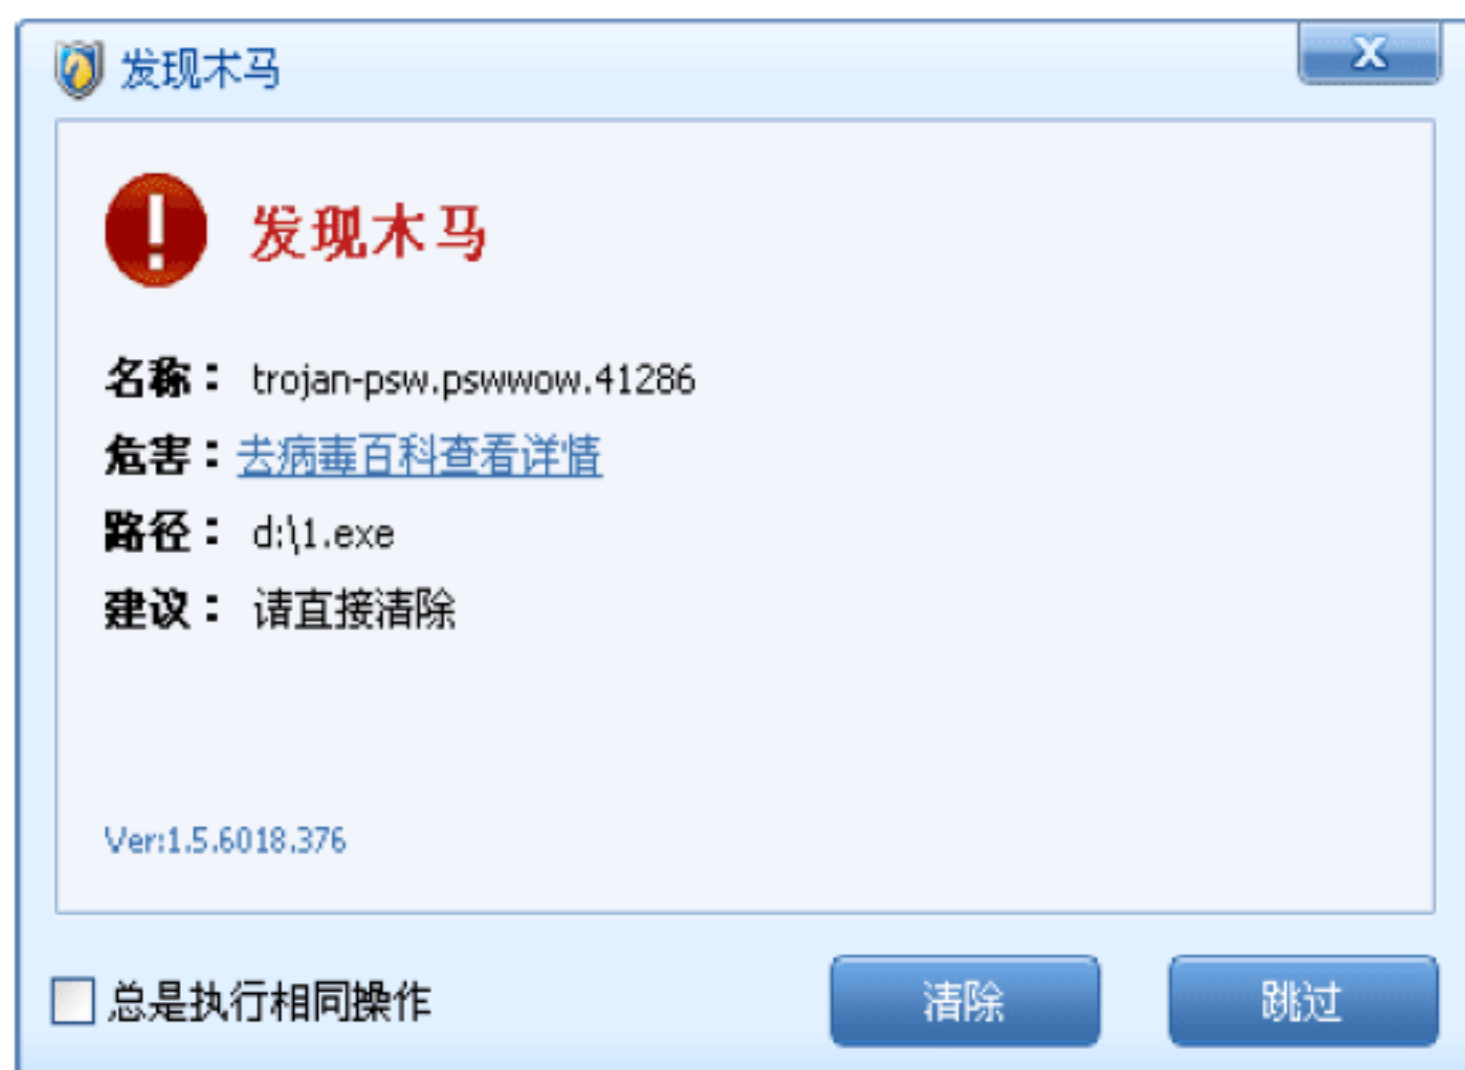 发现木马
发现木马
名称： trojan-psw.pswwow.41286
危害：去病毒百科查看详情
路径： d:\1.exe
建议： 请直接清除
Ver:1.5.6018.376
总是执行相同操作
清除
跳过